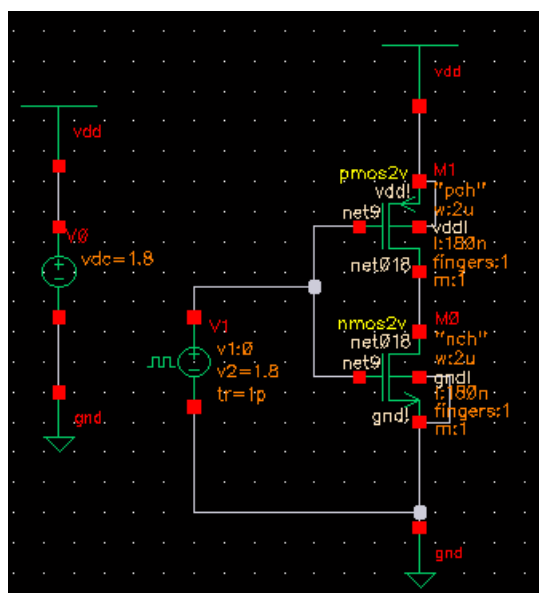 vdd
vdd
V0
vdc=1.8
gnd
V1
v1:0
v2=1.8
tr=1p
pmos2v
M1
vdd!
"pch"
net9
w:2u
vdd!
l:180n
fingers:1
net018
m:1
nmos2v
M0
net018
"nch"
net9
w:2u
gnd!
l:180n
gnd!
fingers:1
m:1
gnd